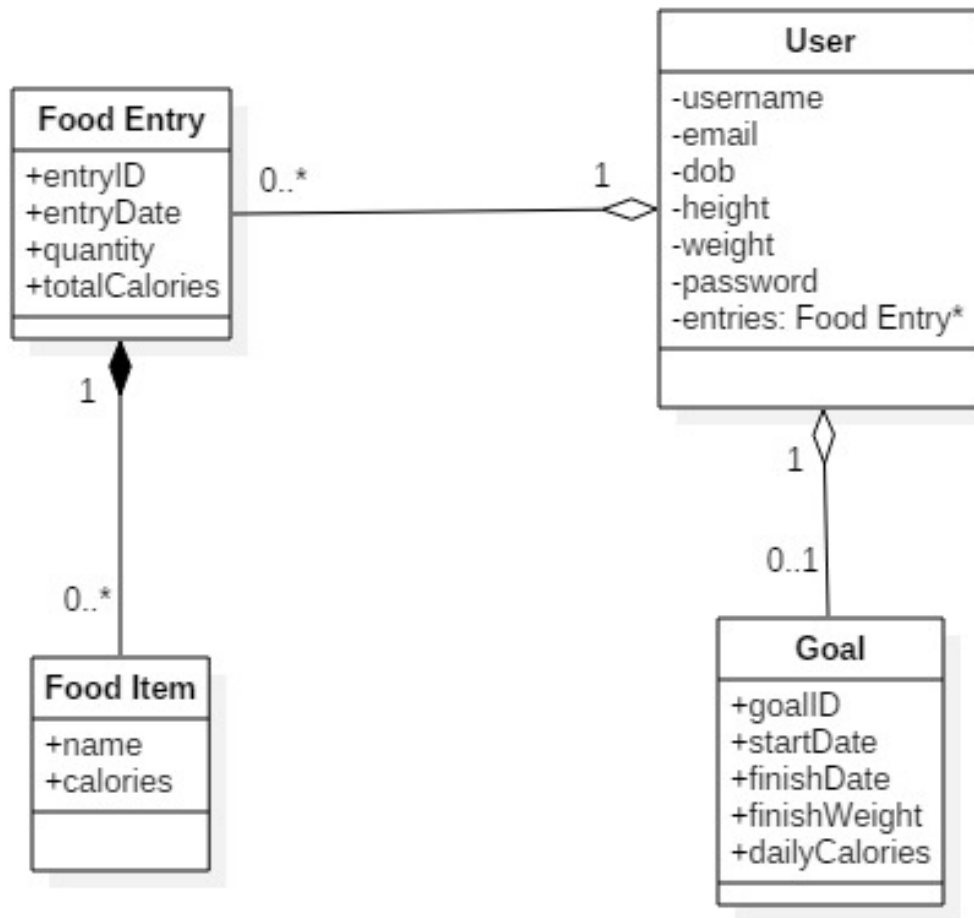 User
-username
-email
-dob
-height
-weight
-password
-entries: Food Entry*
Food Entry
+entryID
+entryDate
+quantity
+totalCalories
0..*
1
1
0..*
Food Item
+name
+calories
1
0..1
Goal
+goalID
+startDate
+finishDate
+finishWeight
+dailyCalories